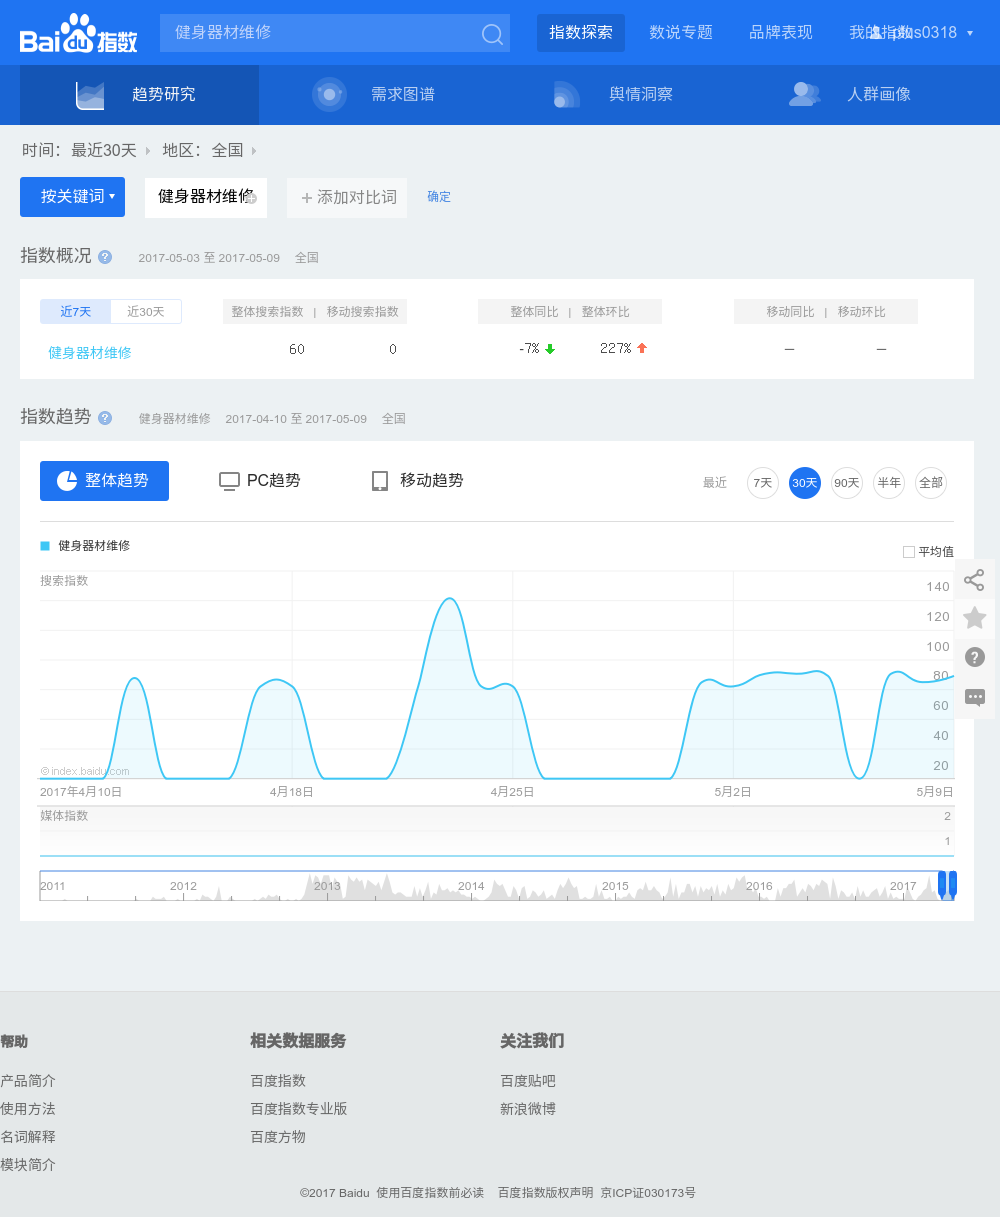 Bai du 指数
健身器材维修
指数探索 数说专题 品牌表现 我的指数 plus0318
趋势研究 需求图谱 舆情洞察 人群画像
时间： 最近30天 地区： 全国
按关键词 健身器材维修 + 添加对比词 确定
指数概况 ? 2017-05-03 至 2017-05-09 全国
近7天 近30天 整体搜索指数 | 移动搜索指数 整体同比 | 整体环比 移动同比 | 移动环比
健身器材维修 60 0 -7% 227% — —
指数趋势 ? 健身器材维修 2017-04-10 至 2017-05-09 全国
整体趋势 PC趋势 移动趋势 最近 7天 30天 90天 半年 全部
健身器材维修
平均值
搜索指数
140
120
100
80
60
40
20
©index.baidu.com
2017年4月10日 4月18日 4月25日 5月2日 5月9日
媒体指数 2
1
2011 2012 2013 2014 2015 2016 2017
帮助 相关数据服务 关注我们
产品简介 百度指数 百度贴吧
使用方法 百度指数专业版 新浪微博
名词解释 百度方物
模块简介
©2017 Baidu 使用百度指数前必读 百度指数版权声明 京ICP证030173号